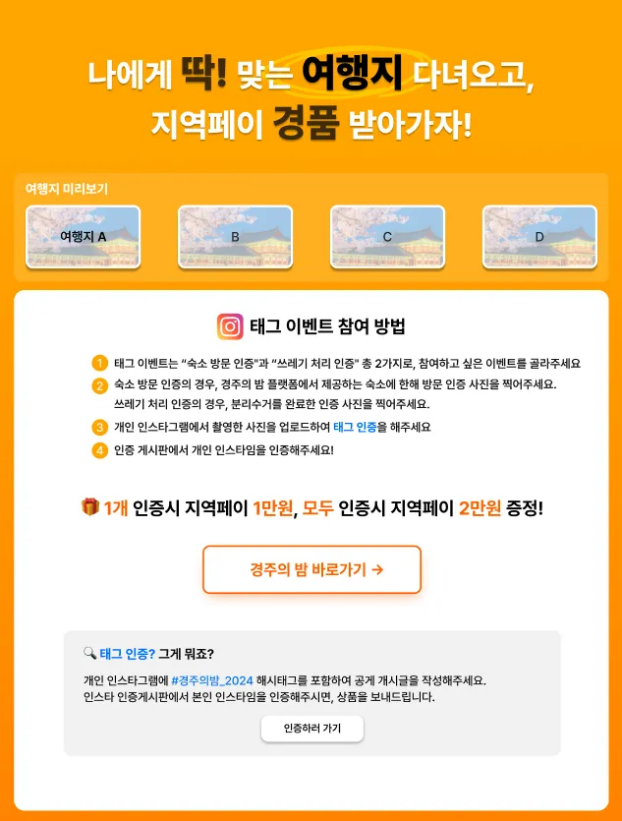 나에게 딱! 맞는 여행지 다녀오고,
지역페이 경품 받아가자!
여행지 미리보기
여행지 A
B
C
D
태그 이벤트 참여 방법
1 태그 이벤트는 “숙소 방문 인증"과 “쓰레기 처리 인증" 총 2가지로, 참여하고 싶은 이벤트를 골라주세요
2 숙소 방문 인증의 경우, 경주의 밤 플랫폼에서 제공하는 숙소에 한해 방문 인증 사진을 찍어주세요.
쓰레기 처리 인증의 경우, 분리수거를 완료한 인증 사진을 찍어주세요.
3 개인 인스타그램에서 촬영한 사진을 업로드하여 태그 인증을 해주세요
4 인증 게시판에서 개인 인스타임을 인증해주세요!
1개 인증시 지역페이 1만원, 모두 인증시 지역페이 2만원 증정!
경주의 밤 바로가기 →
태그 인증? 그게 뭐죠?
개인 인스타그램에 #경주의밤_2024 해시태그를 포함하여 공게 개시글을 작성해주세요.
인스타 인증게시판에서 본인 인스타임을 인증해주시면, 상품을 보내드립니다.
인증하러 가기